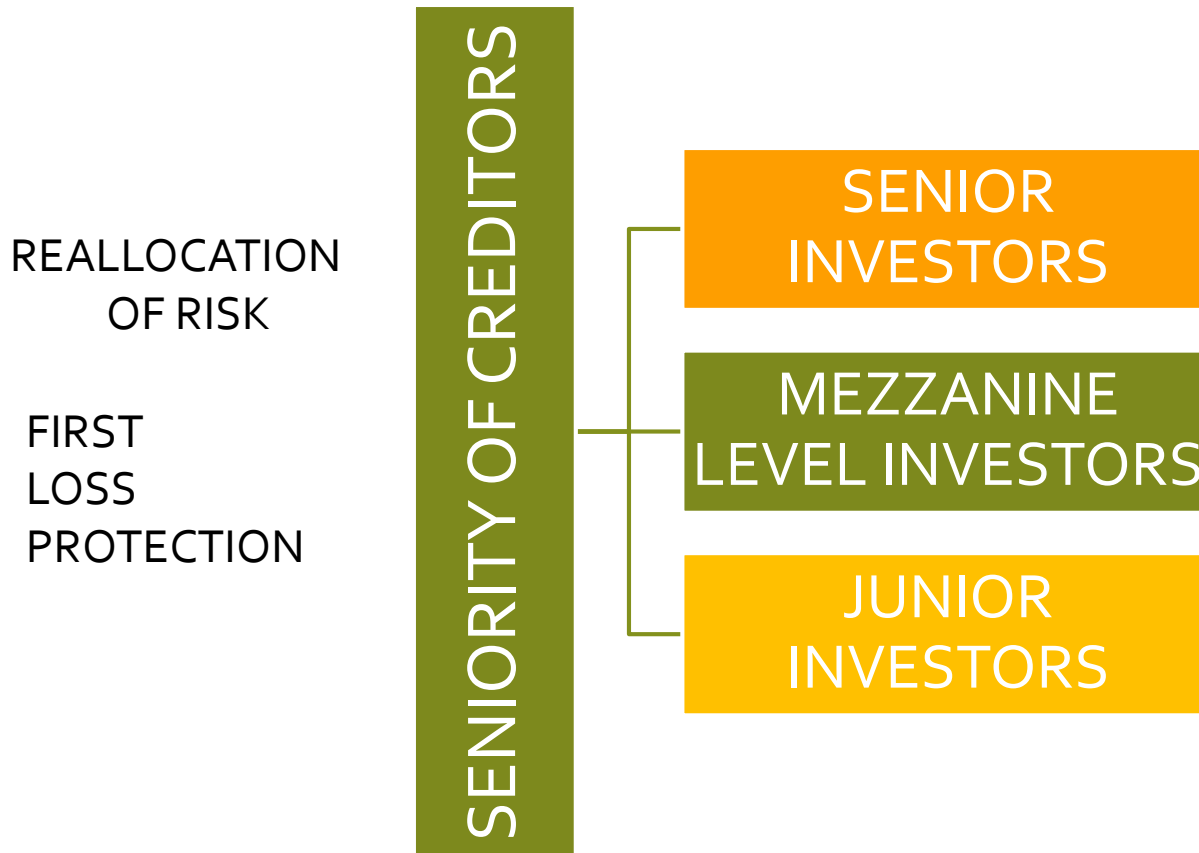 REALLOCATION
OF RISK
FIRST
LOSS
PROTECTION
SENIORITY OF CREDITORS
SENIOR
INVESTORS
MEZZANINE
LEVEL INVESTORS
JUNIOR
INVESTORS